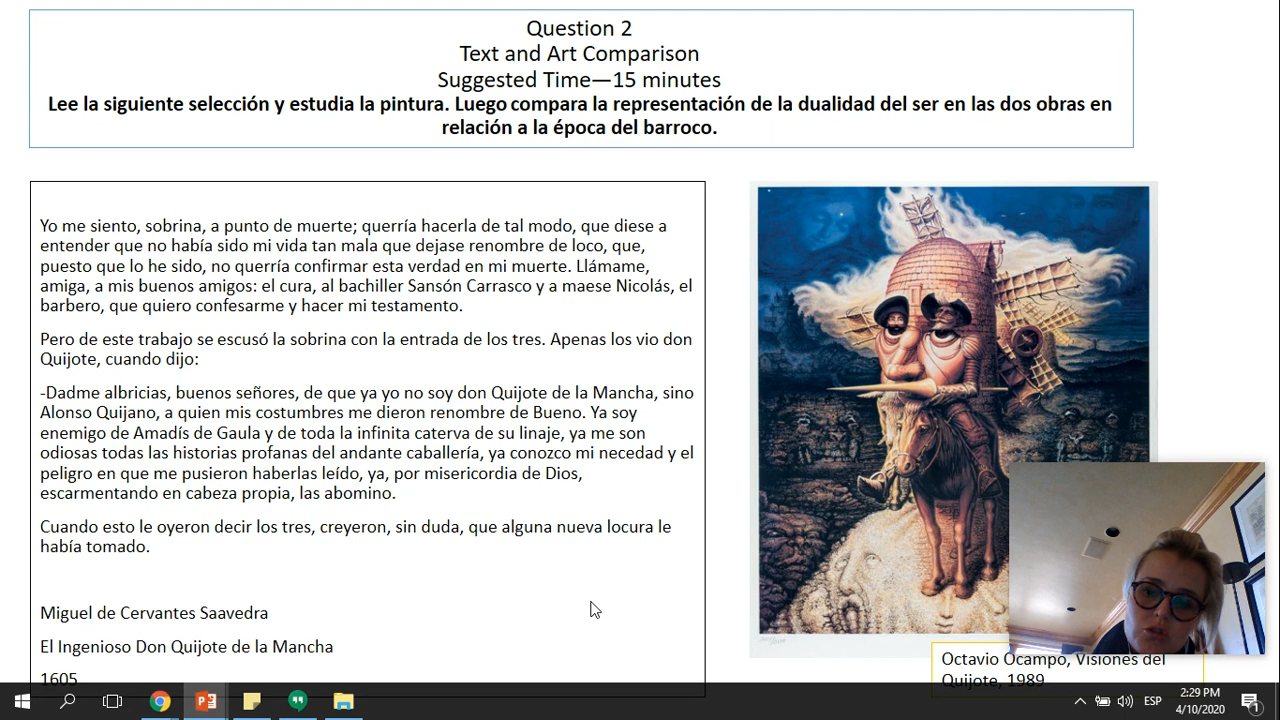 Question 2
Text and Art Comparison
Suggested Time—15 minutes
Lee la siguiente selección y estudia la pintura. Luego compara la representación de la dualidad del ser en las dos obras en
relación a la época del barroco.
Yo me siento, sobrina, a punto de muerte; querría hacerla de tal modo, que diese a
entender que no había sido mi vida tan mala que dejase renombre de loco, que,
puesto que lo he sido, no querría confirmar esta verdad en mi muerte. Llámame,
amiga, a mis buenos amigos: el cura, al bachiller Sansón Carrasco y a maese Nicolás, el
barbero, que quiero confesarme y hacer mi testamento.
Pero de este trabajo se escusó la sobrina con la entrada de los tres. Apenas los vio don
Quijote, cuando dijo:
-Dadme albricias, buenos señores, de que ya yo no soy don Quijote de la Mancha, sino
Alonso Quijano, a quien mis costumbres me dieron renombre de Bueno. Ya soy
enemigo de Amadís de Gaula y de toda la infinita caterva de su linaje, ya me son
odiosas todas las historias profanas del andante caballería, ya conozco mi necedad y el
peligro en que me pusieron haberlas leído, ya, por misericordia de Dios,
escarmentando en cabeza propia, las abomino.
Cuando esto le oyeron decir los tres, creyeron, sin duda, que alguna nueva locura le
había tomado.
Miguel de Cervantes Saavedra
El Ingenioso Don Quijote de la Mancha
1605
Octavio Ocampo, Visiones del
Quijote, 1989
ESP
2:29 PM
4/10/2020
1